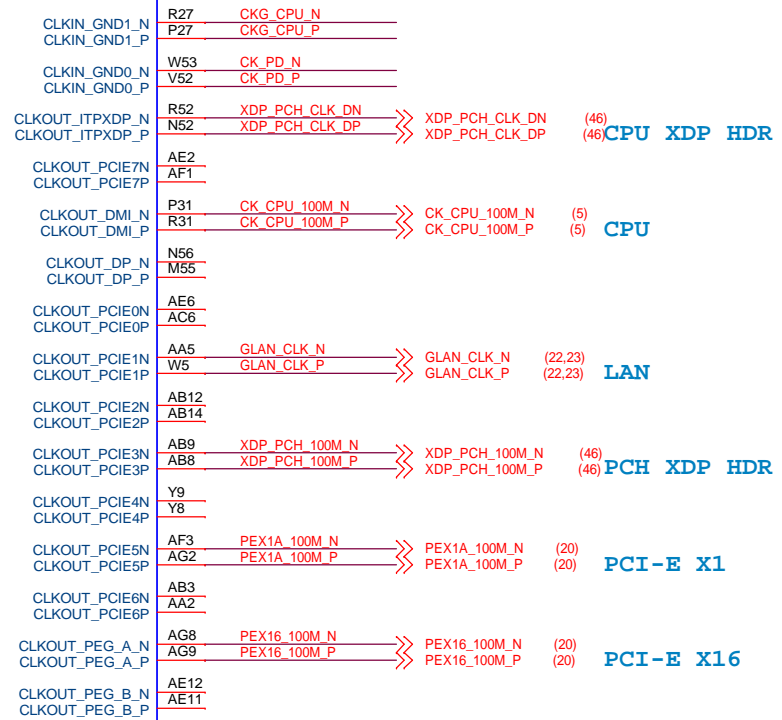 CLKIN_GND1_N R27 CKG_CPU_N
CLKIN_GND1_P P27 CKG_CPU_P
CLKIN_GND0_N W53 CK_PD_N
CLKIN_GND0_P V52 CK_PD_P
CLKOUT_ITPXDP_N R52 XDP_PCH_CLK_DN XDP_PCH_CLK_DN (46)
CLKOUT_ITPXDP_P N52 XDP_PCH_CLK_DP XDP_PCH_CLK_DP (46) CPU XDP HDR
CLKOUT_PCIE7N AE2
CLKOUT_PCIE7P AF1
CLKOUT_DMI_N P31 CK_CPU_100M_N CK_CPU_100M_N (5)
CLKOUT_DMI_P R31 CK_CPU_100M_P CK_CPU_100M_P (5) CPU
CLKOUT_DP_N N56
CLKOUT_DP_P M55
CLKOUT_PCIE0N AE6
CLKOUT_PCIE0P AC6
CLKOUT_PCIE1N AA5 GLAN_CLK_N GLAN_CLK_N (22,23)
CLKOUT_PCIE1P W5 GLAN_CLK_P GLAN_CLK_P (22,23) LAN
CLKOUT_PCIE2N AB12
CLKOUT_PCIE2P AB14
CLKOUT_PCIE3N AB9 XDP_PCH_100M_N XDP_PCH_100M_N (46)
CLKOUT_PCIE3P AB8 XDP_PCH_100M_P XDP_PCH_100M_P (46) PCH XDP HDR
CLKOUT_PCIE4N Y9
CLKOUT_PCIE4P Y8
CLKOUT_PCIE5N AF3 PEX1A_100M_N PEX1A_100M_N (20)
CLKOUT_PCIE5P AG2 PEX1A_100M_P PEX1A_100M_P (20) PCI-E X1
CLKOUT_PCIE6N AB3
CLKOUT_PCIE6P AA2
CLKOUT_PEG_A_N AG8 PEX16_100M_N PEX16_100M_N (20)
CLKOUT_PEG_A_P AG9 PEX16_100M_P PEX16_100M_P (20) PCI-E X16
CLKOUT_PEG_B_N AE12
CLKOUT_PEG_B_P AE11